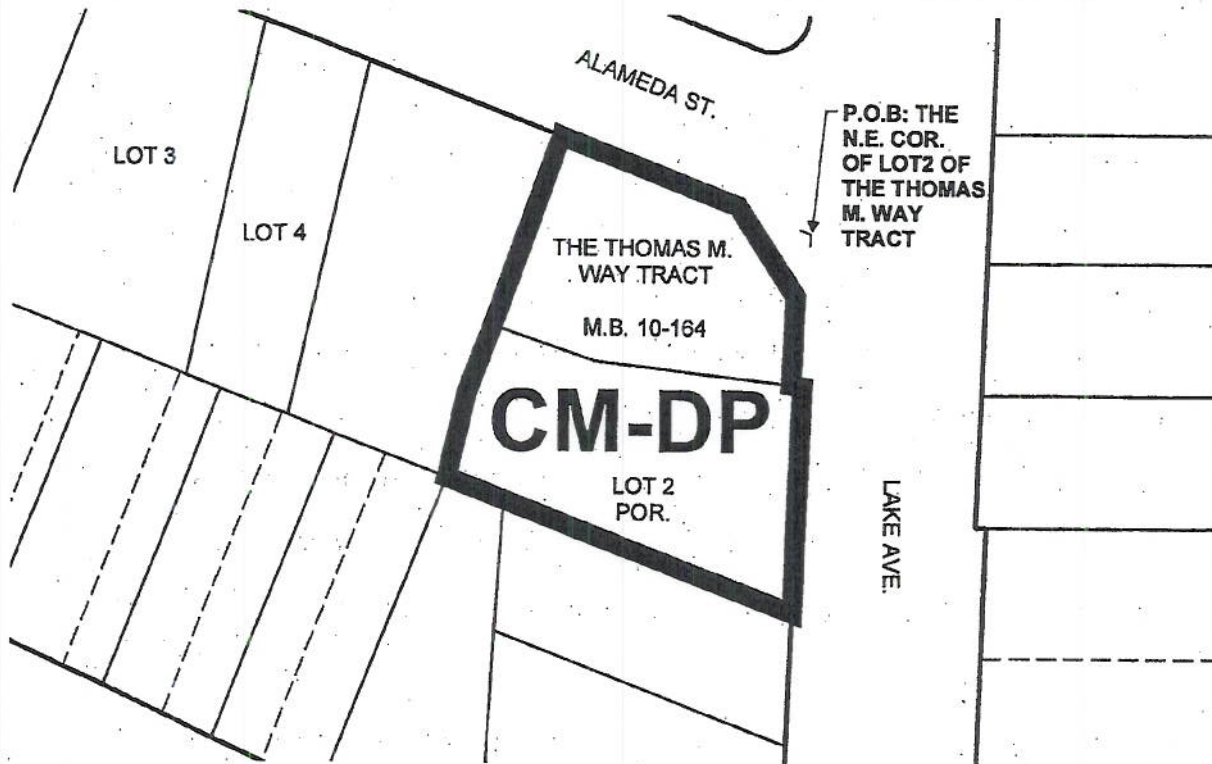 ALAMEDA ST.
P.O.B: THE
N.E. COR.
OF LOT2 OF
THE THOMAS
M. WAY
TRACT
LOT 3
LOT 4
THE THOMAS M.
WAY TRACT
M.B. 10-164
CM-DP
LOT 2
POR.
LAKE AVE.